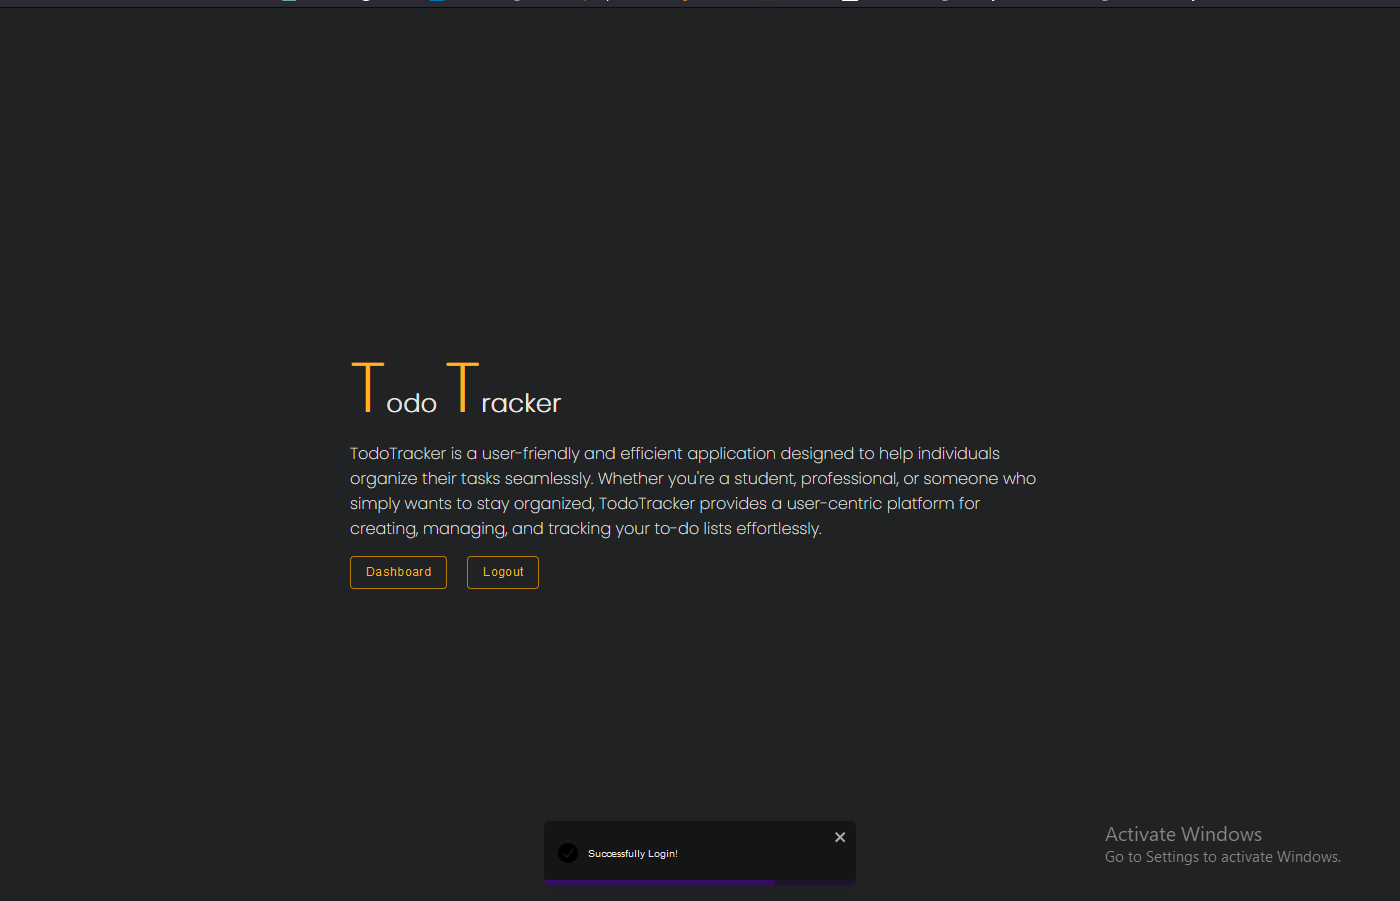 Todo Tracker
TodoTracker is a user-friendly and efficient application designed to help individuals
organize their tasks seamlessly. Whether you're a student, professional, or someone who
simply wants to stay organized, TodoTracker provides a user-centric platform for
creating, managing, and tracking your to-do lists effortlessly.
Dashboard Logout
Successfully Login!
Activate Windows
Go to Settings to activate Windows.